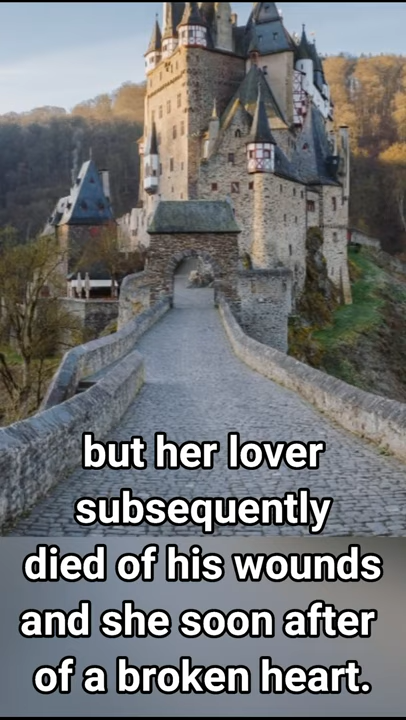 but her lover
subsequently
died of his wounds
and she soon after
of a broken heart.